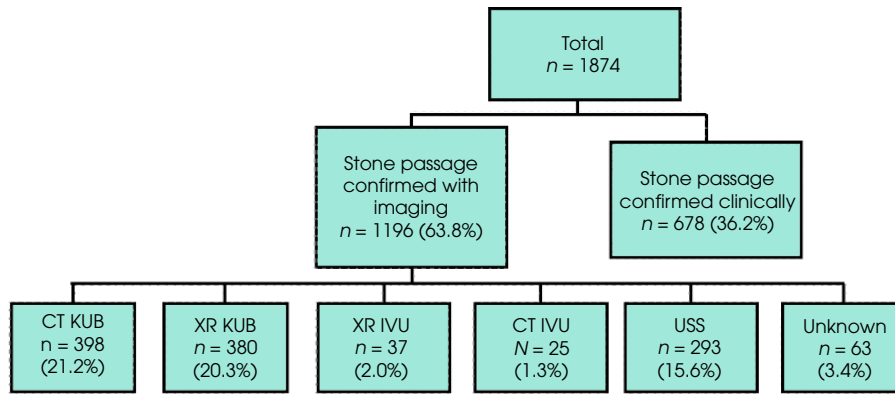 Total
n = 1874
Stone passage
confirmed with
imaging
n = 1196 (63.8%)
Stone passage
confirmed clinically
n = 678 (36.2%)
CT KUB
n = 398
(21.2%)
XR KUB
n = 380
(20.3%)
XR IVU
n = 37
(2.0%)
CT IVU
N = 25
(1.3%)
USS
n = 293
(15.6%)
Unknown
n = 63
(3.4%)